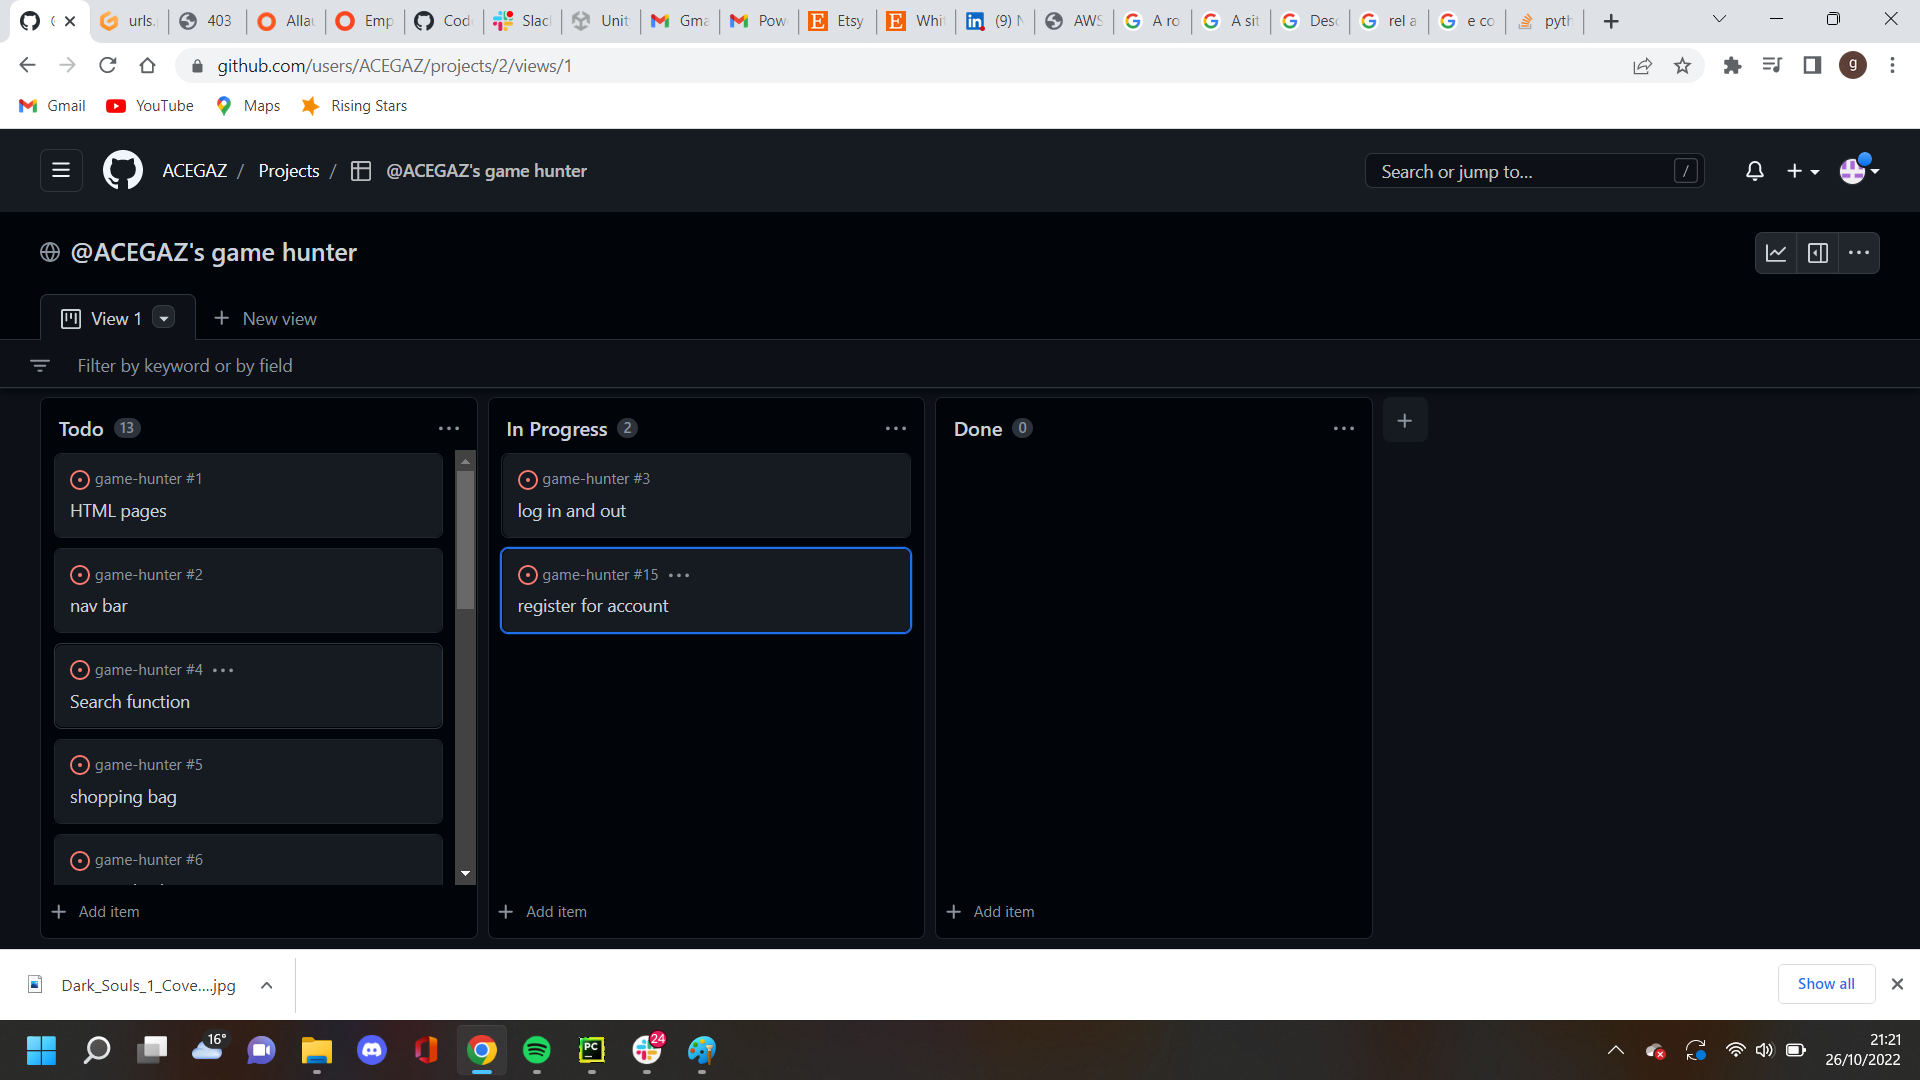 urls.
403
Allau
Emp
Cod
Slac
Unit
Gma
Pow
Etsy
Whit
(9)
AWS
A ro
A sit
Desc
rel a
e co
pyth
github.com/users/ACEGAZ/projects/2/views/1
g
Gmail
YouTube
Maps
Rising Stars
ACEGAZ / Projects / @ACEGAZ's game hunter
Search or jump to...
/
@ACEGAZ's game hunter
View 1
New view
Filter by keyword or by field
Todo 13
game-hunter #1
HTML pages
game-hunter #2
nav bar
game-hunter #4
Search function
game-hunter #5
shopping bag
game-hunter #6
Add item
In Progress 2
game-hunter #3
log in and out
game-hunter #15
register for account
Add item
Done 0
Add item
Dark_Souls_1_Cove....jpg
Show all
16°
PC
24
21:21
26/10/2022